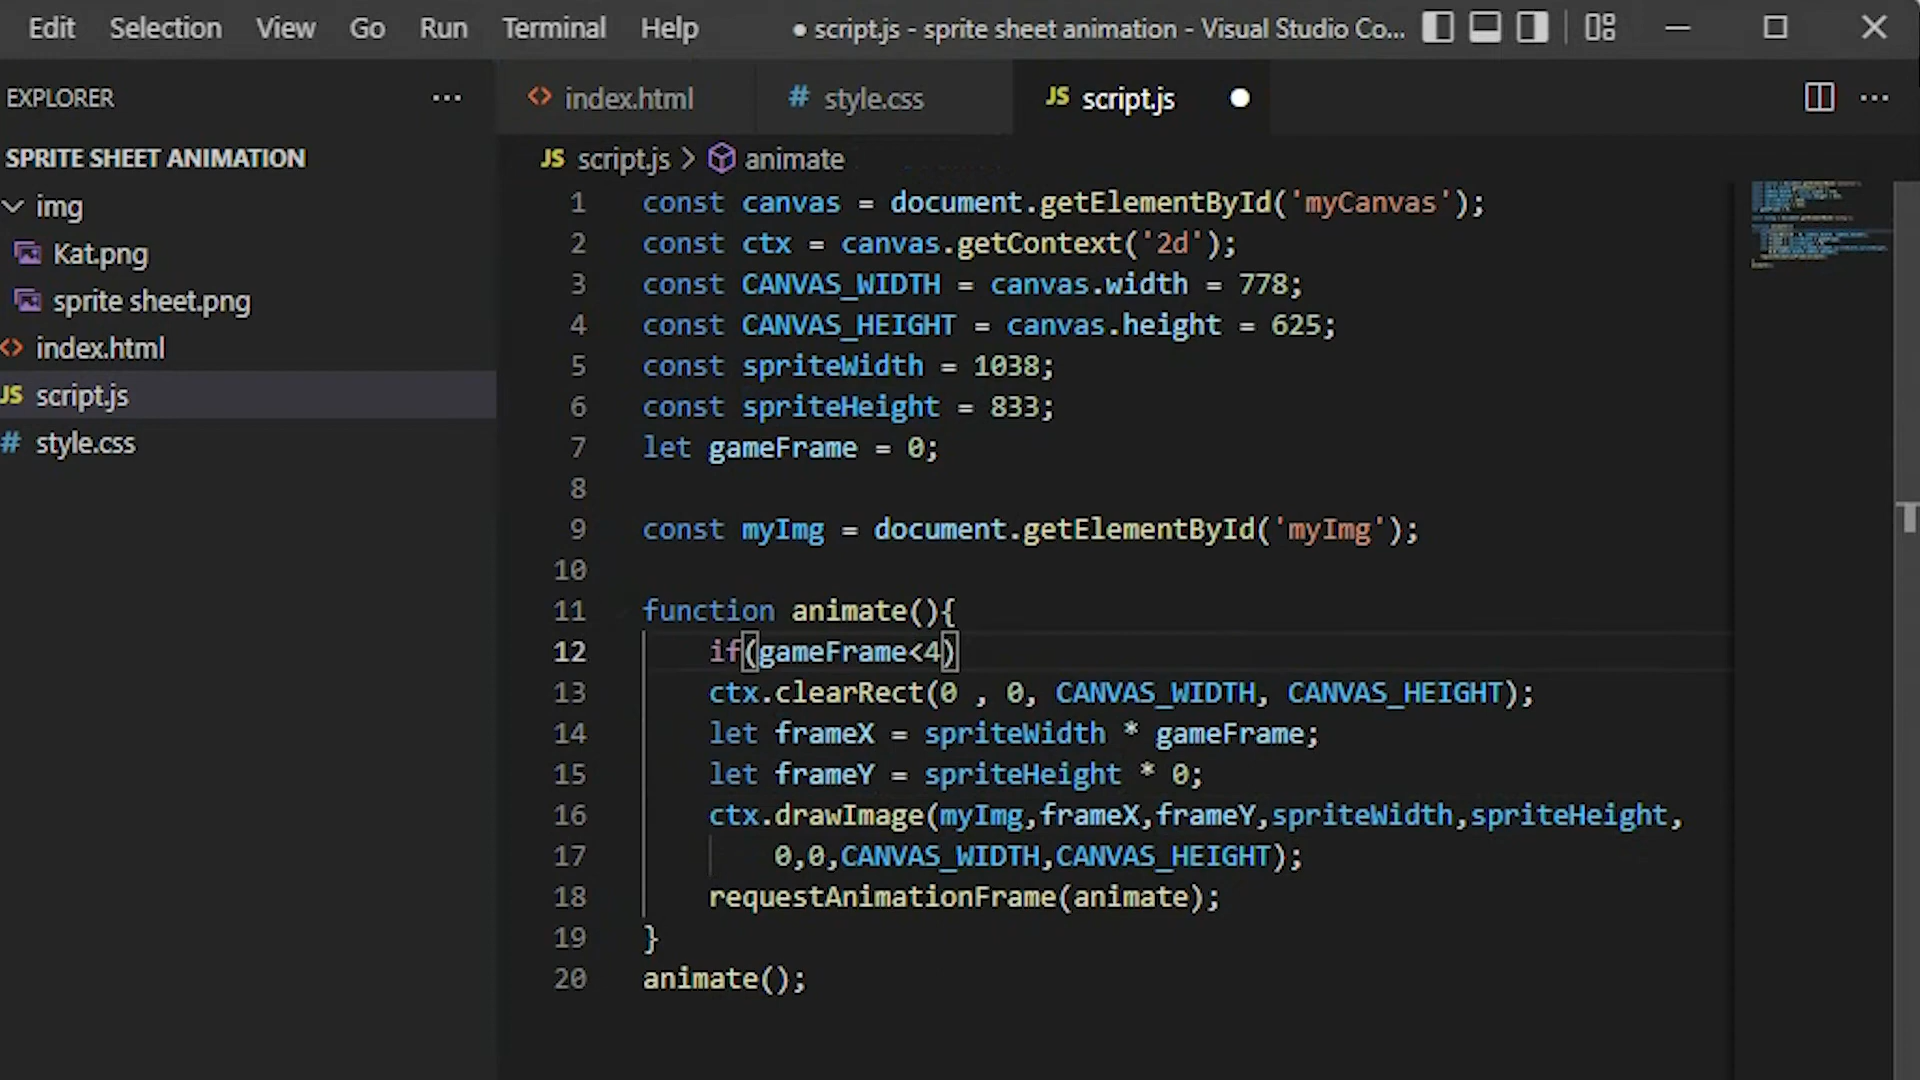 Edit Selection View Go Run Terminal Help ● script.js - sprite sheet animation - Visual Studio Co...
EXPLORER ...
index.html
# style.css
JS script.js
SPRITE SHEET ANIMATION
img
Kat.png
sprite sheet.png
<> index.html
JS script.js
# style.css
JS script.js > animate
1 const canvas = document.getElementById('myCanvas');
2 const ctx = canvas.getContext('2d');
3 const CANVAS_WIDTH = canvas.width = 778;
4 const CANVAS_HEIGHT = canvas.height = 625;
5 const spriteWidth = 1038;
6 const spriteHeight = 833;
7 let gameFrame = 0;
8
9 const myImg = document.getElementById('myImg');
10
11 function animate(){
12 if(gameFrame<4)
13 ctx.clearRect(0 , 0, CANVAS_WIDTH, CANVAS_HEIGHT);
14 let frameX = spriteWidth * gameFrame;
15 let frameY = spriteHeight * 0;
16 ctx.drawImage(myImg,frameX,frameY,spriteWidth,spriteHeight,
17 0,0,CANVAS_WIDTH,CANVAS_HEIGHT);
18 requestAnimationFrame(animate);
19 }
20 animate();